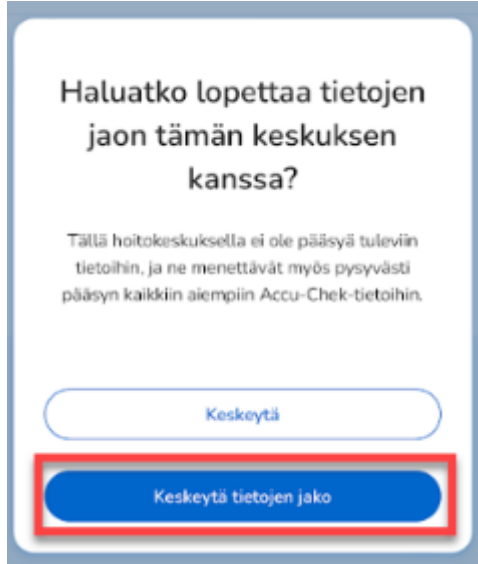 Haluatko lopettaa tietojen
jaon tämän keskuksen
kanssa?
Tällä hoitokeskuksella ei ole pääsyä tuleviin
tietoihin, ja ne menettävät myös pysyvästi
pääsyn kaikkiin aiempiin Accu-Chek-tietoihin.
Keskeytä
Keskeytä tietojen jako